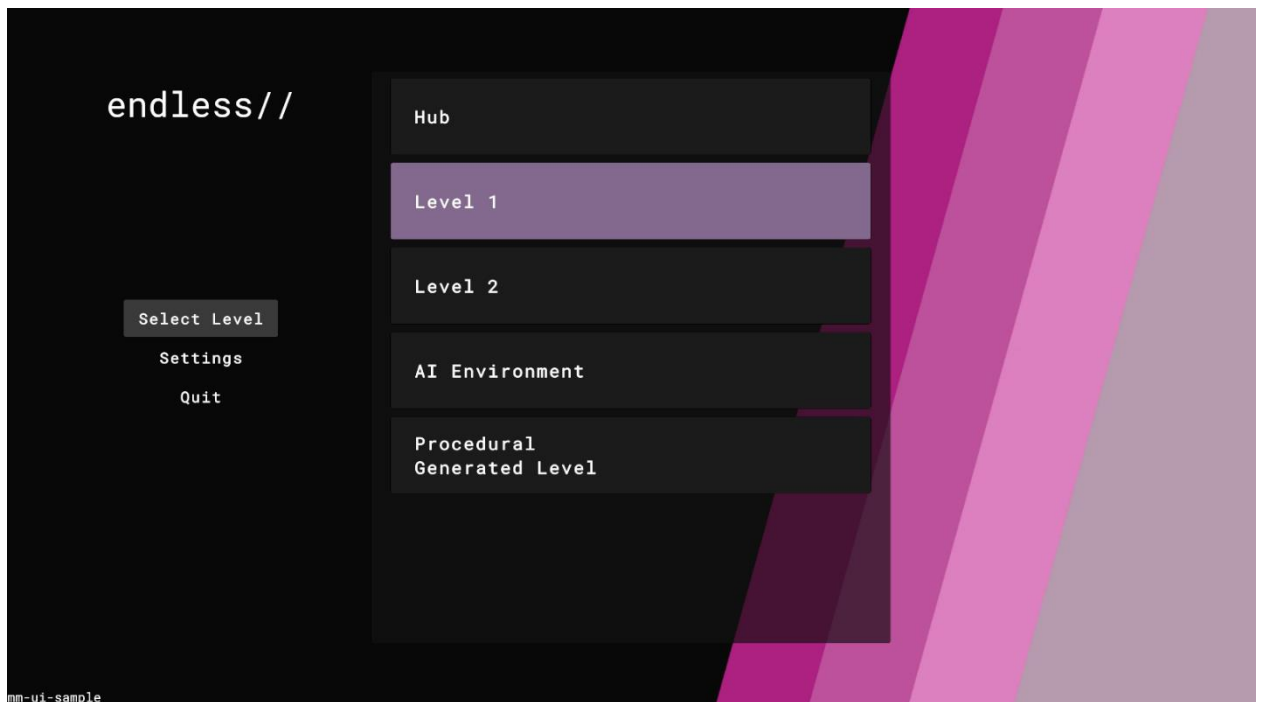 endless//
Select Level
Settings
Quit
Hub
Level 1
Level 2
AI Environment
Procedural
Generated Level
mm-ui-sample